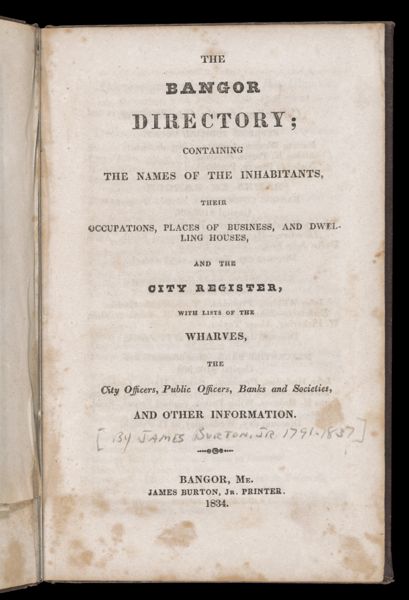 THE
BANGOR
DIRECTORY;
CONTAINING
THE NAMES OF THE INHABITANTS,
THEIR
OCCUPATIONS, PLACES OF BUSINESS, AND DWEL-
LING HOUSES,
AND THE
CITY REGISTER,
WITH LISTS OF THE
WHARVES,
THE
City Officers, Public Officers, Banks and Societies,
AND OTHER INFORMATION.
[BY JAMES BURTON, JR 1791-1837]
BANGOR, ME.
JAMES BURTON, JR. PRINTER.
1834.